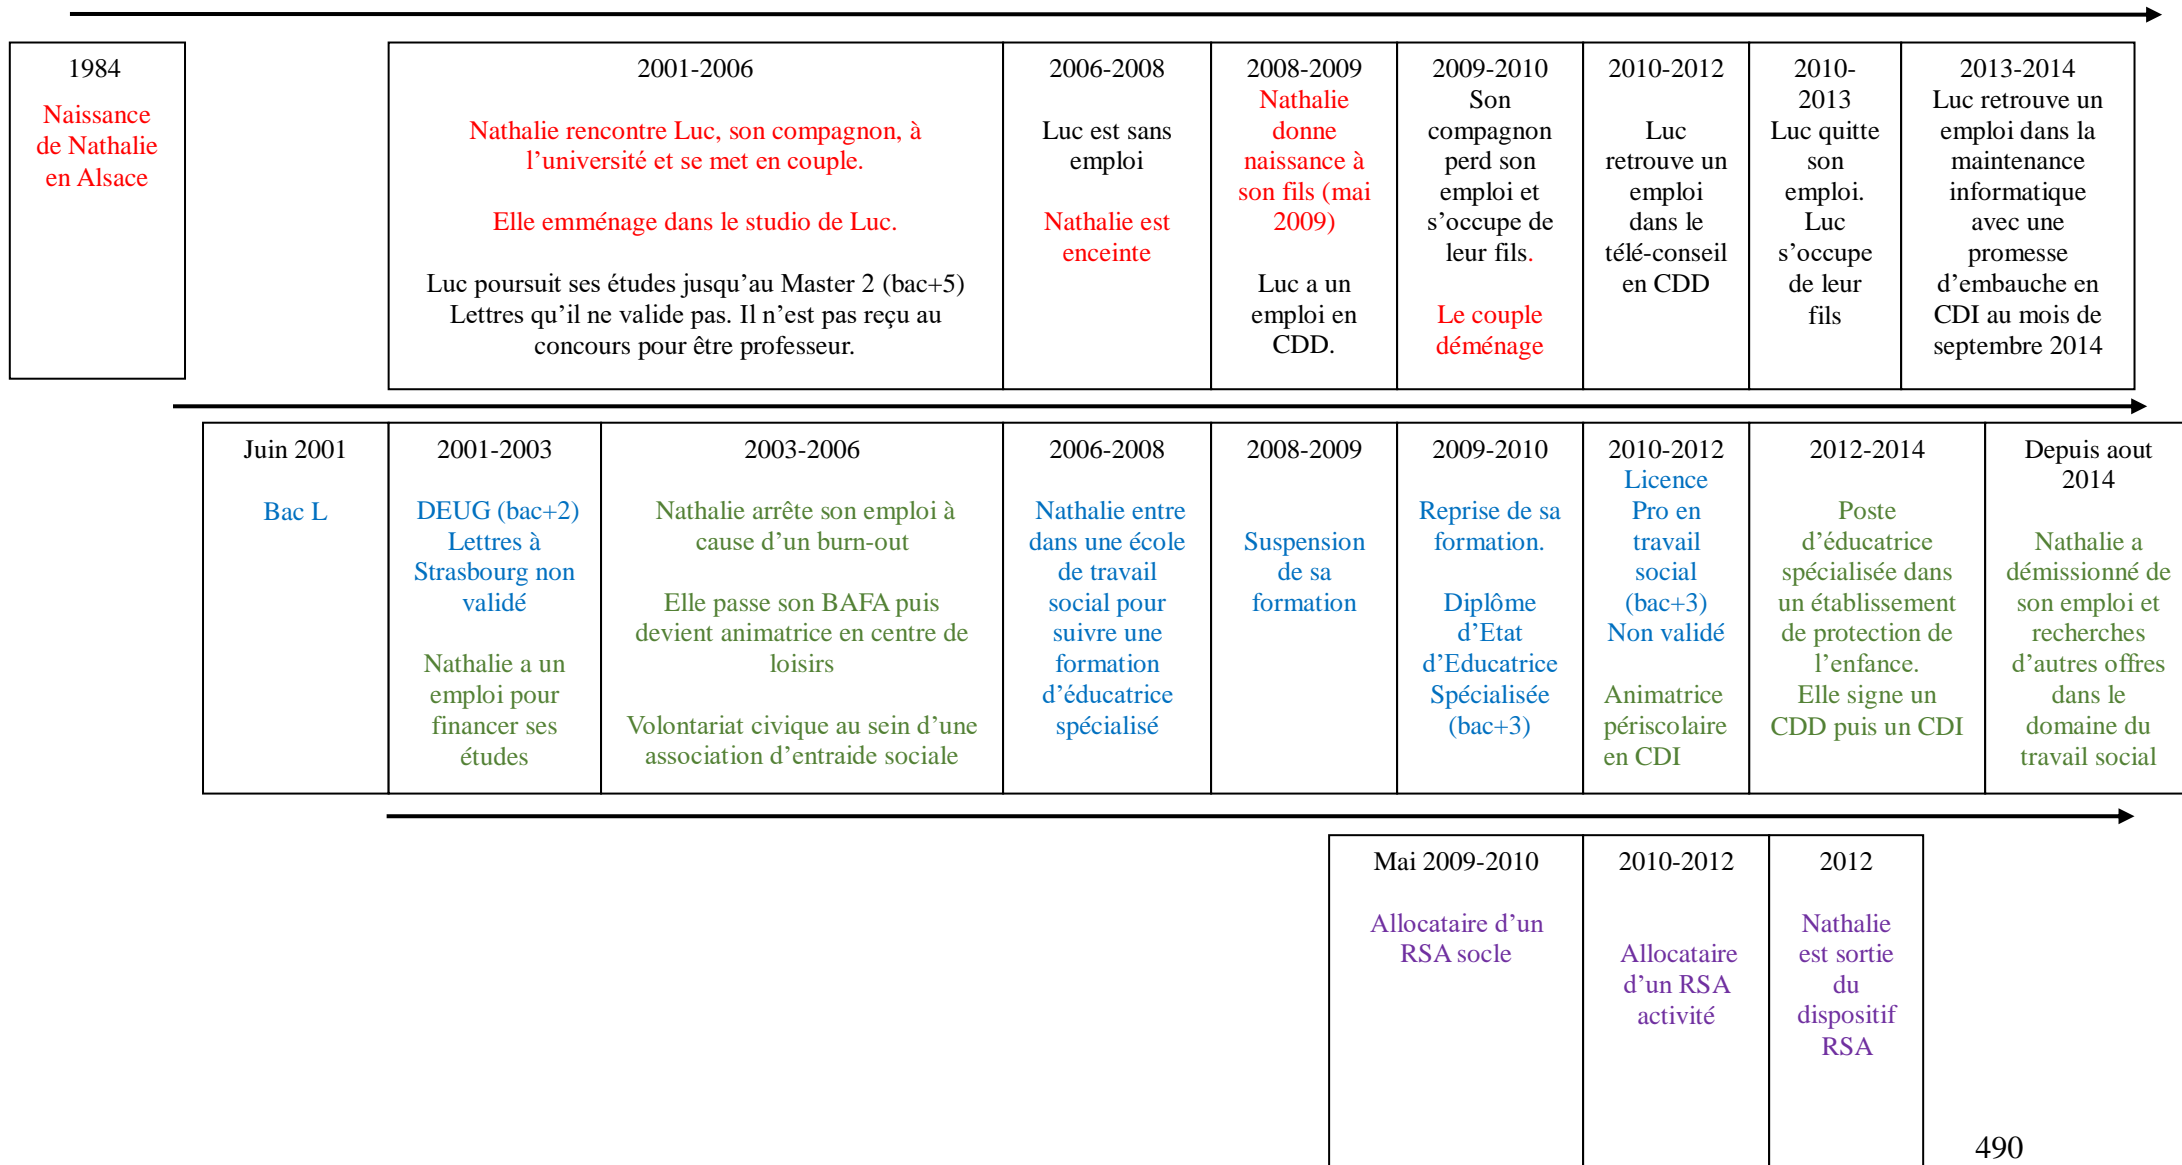 1984
Naissance
de Nathalie
en Alsace
2001-2006
Nathalie rencontre Luc, son compagnon, à
l’université et se met en couple.
Elle emménage dans le studio de Luc.
Luc poursuit ses études jusqu’au Master 2 (bac+5)
Lettres qu’il ne valide pas. Il n’est pas reçu au
concours pour être professeur.
2006-2008
Luc est sans
emploi
Nathalie est
enceinte
2008-2009
Nathalie
donne
naissance à
son fils (mai
2009)
Luc a un
emploi en
CDD.
2009-2010
Son
compagnon
perd son
emploi et
s’occupe de
leur fils.
Le couple
déménage
2010-2012
Luc
retrouve un
emploi
dans le
télé-conseil
en CDD
2010-
2013
Luc quitte
son
emploi.
Luc
s’occupe
de leur
fils
2013-2014
Luc retrouve un
emploi dans la
maintenance
informatique
avec une
promesse
d’embauche en
CDI au mois de
septembre 2014
Juin 2001
Bac L
2001-2003
DEUG (bac+2)
Lettres à
Strasbourg non
validé
Nathalie a un
emploi pour
financer ses
études
2003-2006
Nathalie arrête son emploi à
cause d’un burn-out
Elle passe son BAFA puis
devient animatrice en centre de
loisirs
Volontariat civique au sein d’une
association d’entraide sociale
2006-2008
Nathalie entre
dans une école
de travail
social pour
suivre une
formation
d’éducatrice
spécialisé
2008-2009
Suspension
de sa
formation
2009-2010
Reprise de sa
formation.
Diplôme
d’Etat
d’Educatrice
Spécialisée
(bac+3)
2010-2012
Licence
Pro en
travail
social
(bac+3)
Non validé
Animatrice
périscolaire
en CDI
2012-2014
Poste
d’éducatrice
spécialisée dans
un établissement
de protection de
l’enfance.
Elle signe un
CDD puis un CDI
Depuis aout
2014
Nathalie a
démissionné de
son emploi et
recherches
d’autres offres
dans le
domaine du
travail social
Mai 2009-2010
Allocataire d’un
RSA socle
2010-2012
Allocataire
d’un RSA
activité
2012
Nathalie
est sortie
du
dispositif
RSA
490